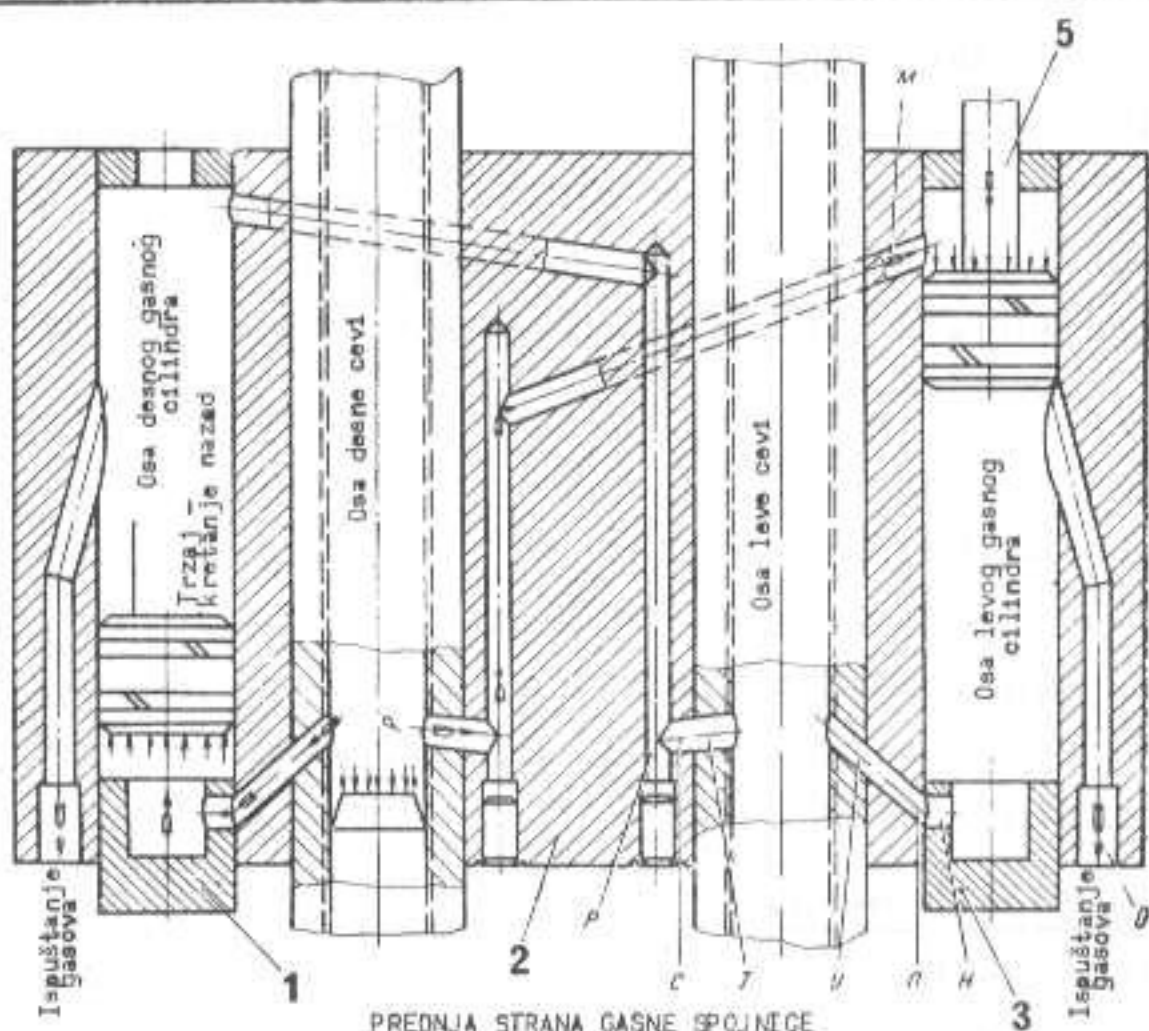 5
M
Osa desnog gasnog
cilindra
Trzaj –
kretanje nazad
Osa desne cevi
Osa leve cevi
Osa levog gasnog
cilindra
P
Ispuštanje
gasova
1
2
P
С
Т
И
П
Н
3
Ispuštanje
gasova
PREDNJA STRANA GASNE SPOJNICE